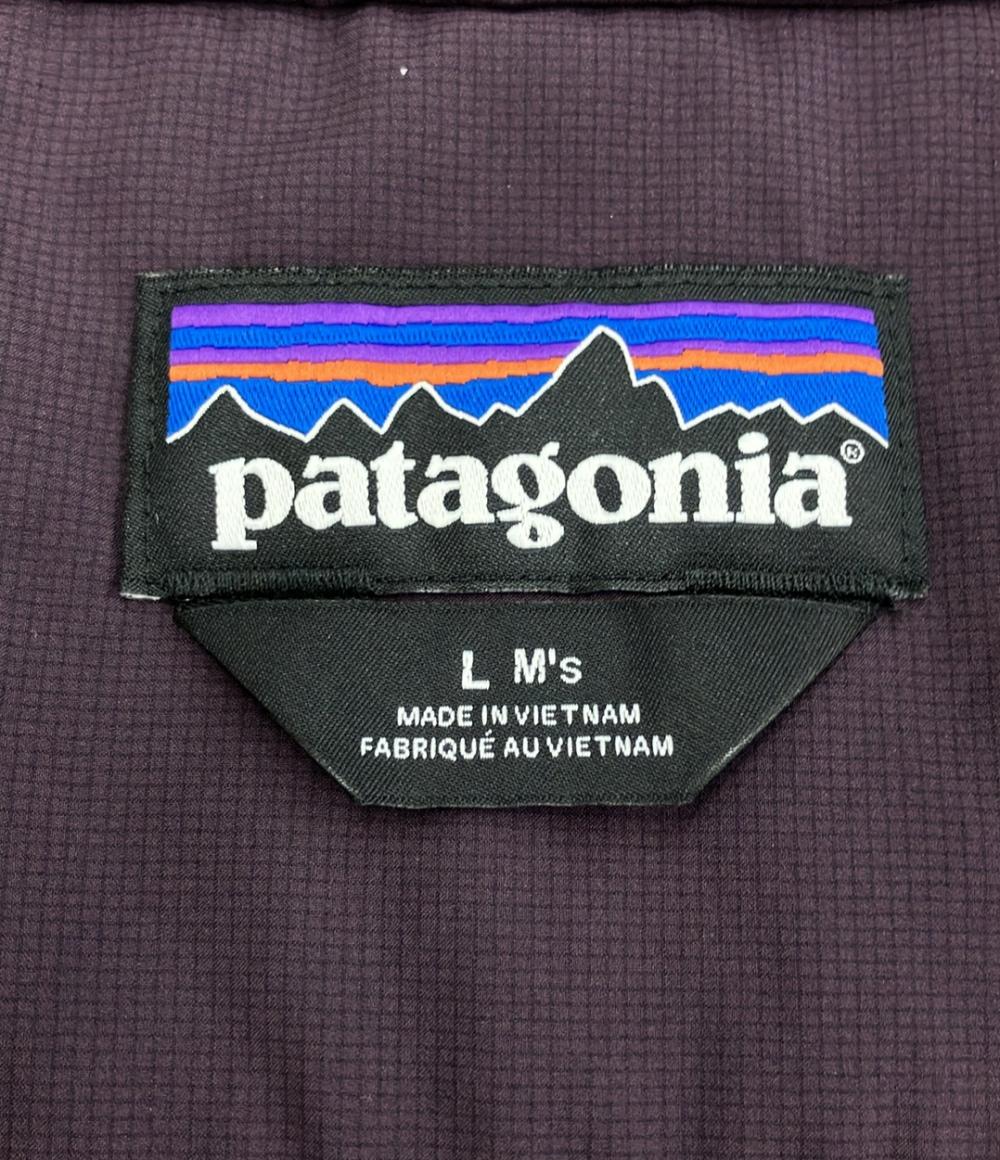 patagonia®
L M's
MADE IN VIETNAM
FABRIQUÉ AU VIETNAM